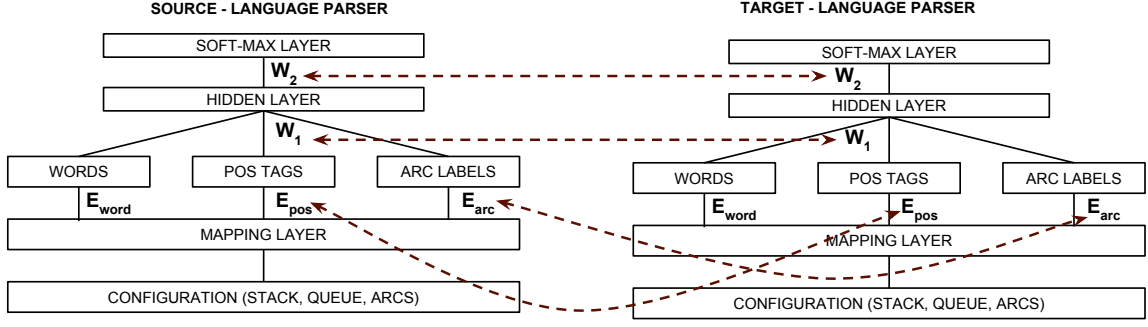 SOURCE - LANGUAGE PARSER
SOFT-MAX LAYER
W2
HIDDEN LAYER
W1
WORDS POS TAGS ARC LABELS
Eword Epos Earc
MAPPING LAYER
CONFIGURATION (STACK, QUEUE, ARCS)
TARGET - LANGUAGE PARSER
SOFT-MAX LAYER
W2
HIDDEN LAYER
W1
WORDS POS TAGS ARC LABELS
Eword Epos Earc
MAPPING LAYER
CONFIGURATION (STACK, QUEUE, ARCS)